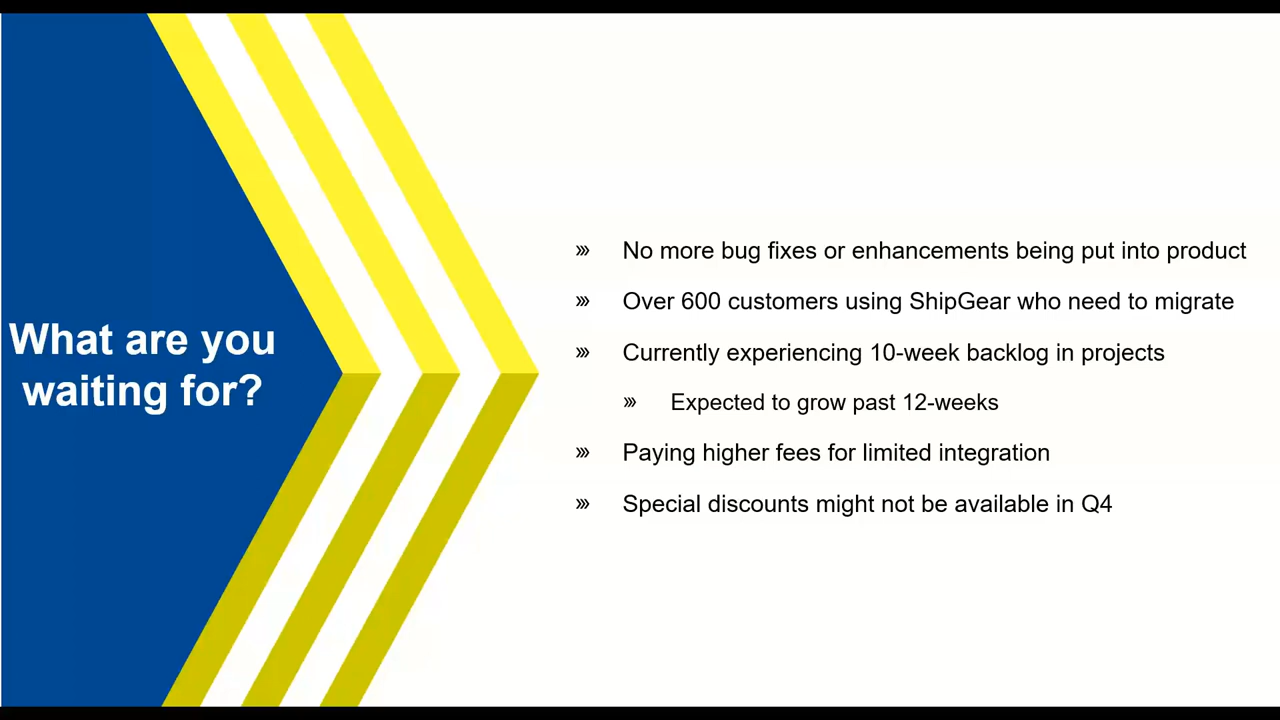 What are you
waiting for?
No more bug fixes or enhancements being put into product
Over 600 customers using ShipGear who need to migrate
Currently experiencing 10-week backlog in projects
Expected to grow past 12-weeks
Paying higher fees for limited integration
Special discounts might not be available in Q4